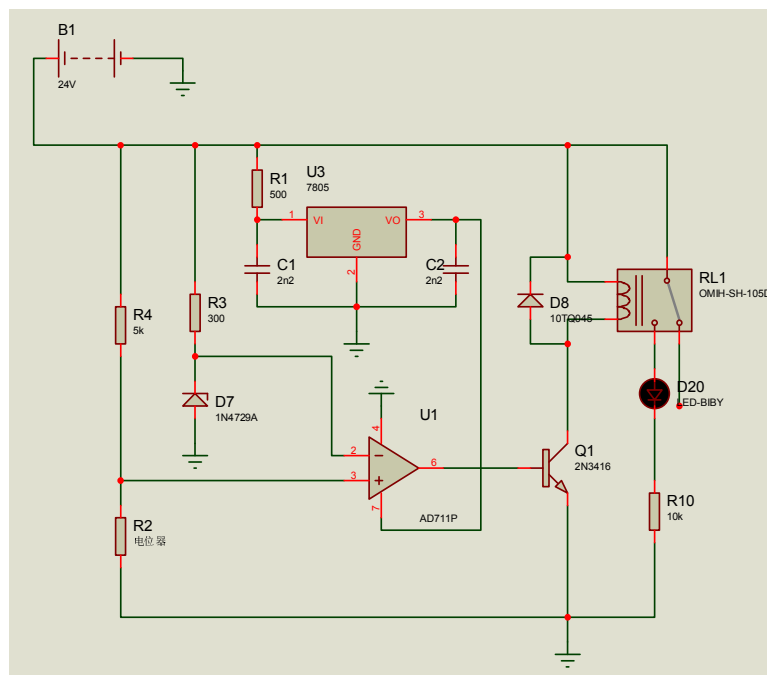 B1
24V
R1
500
U3
7805
1
VI
VO
3
GND
2
C1
2n2
C2
2n2
R4
5k
R3
300
D8
10TQ045
RL1
OMIH-SH-105D
D7
1N4729A
D20
LED-BIBY
U1
4
2
3
6
7
AD711P
Q1
2N3416
R2
电位器
R10
10k